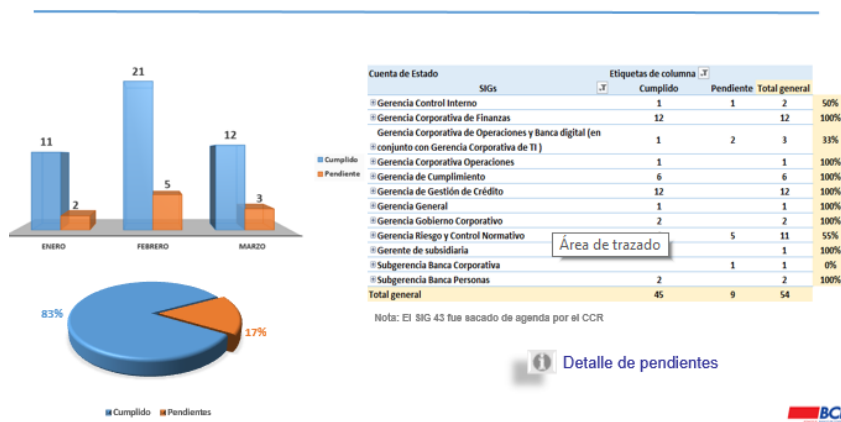 21
11
12
2
5
3
Cumplido
Pendiente
ENERO FEBRERO MARZO
83%
17%
Cumplido Pendientes
Cuenta de Estado Etiquetas de columna
SIGs Cumplido Pendiente Total general
Gerencia Control Interno 1 1 2 50%
Gerencia Corporativa de Finanzas 12 12 100%
Gerencia Corporativa de Operaciones y Banca digital (en
conjunto con Gerencia Corporativa de TI ) 1 2 3 33%
Gerencia Corporativa Operaciones 1 1 100%
Gerencia de Cumplimiento 6 6 100%
Gerencia de Gestión de Crédito 12 12 100%
Gerencia General 1 1 100%
Gerencia Gobierno Corporativo 2 2 100%
Gerencia Riesgo y Control Normativo 5 11 55%
Área de trazado
Gerente de subsidiaria 1 100%
Subgerencia Banca Corporativa 1 1 0%
Subgerencia Banca Personas 2 2 100%
Total general 45 9 54
Nota: El SIG 43 fue sacado de agenda por el CCR
Detalle de pendientes